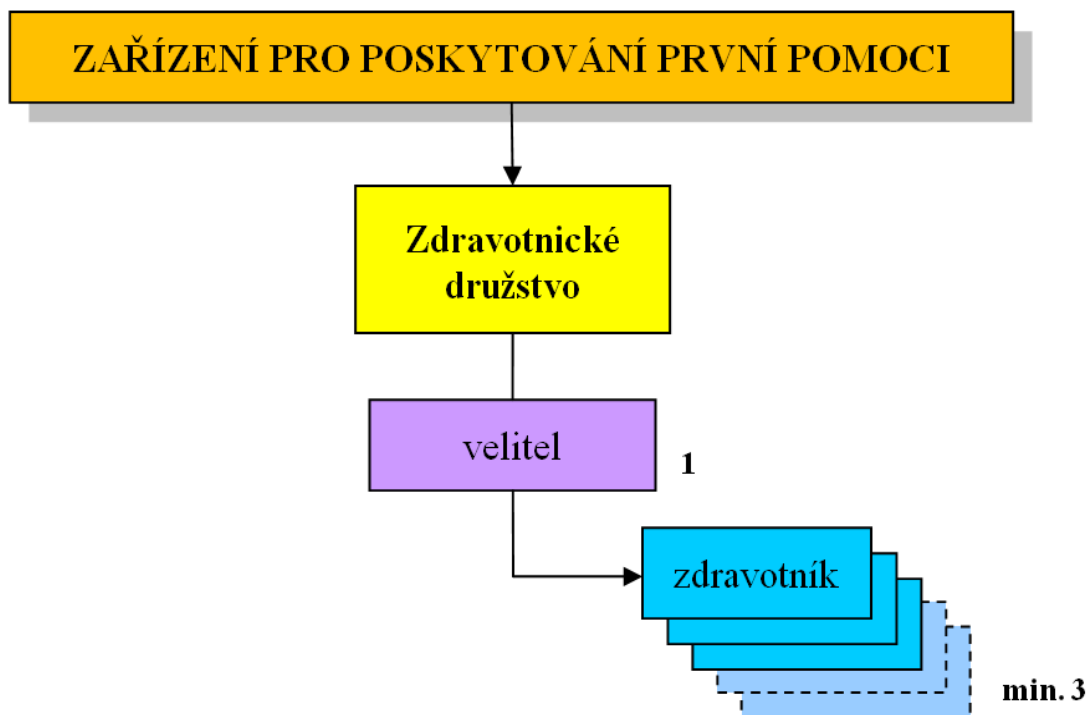 ZAŘÍZENÍ PRO POSKYTOVÁNÍ PRVNÍ POMOCI
Zdravotnické
družstvo
velitel
1
zdravotník
min. 3